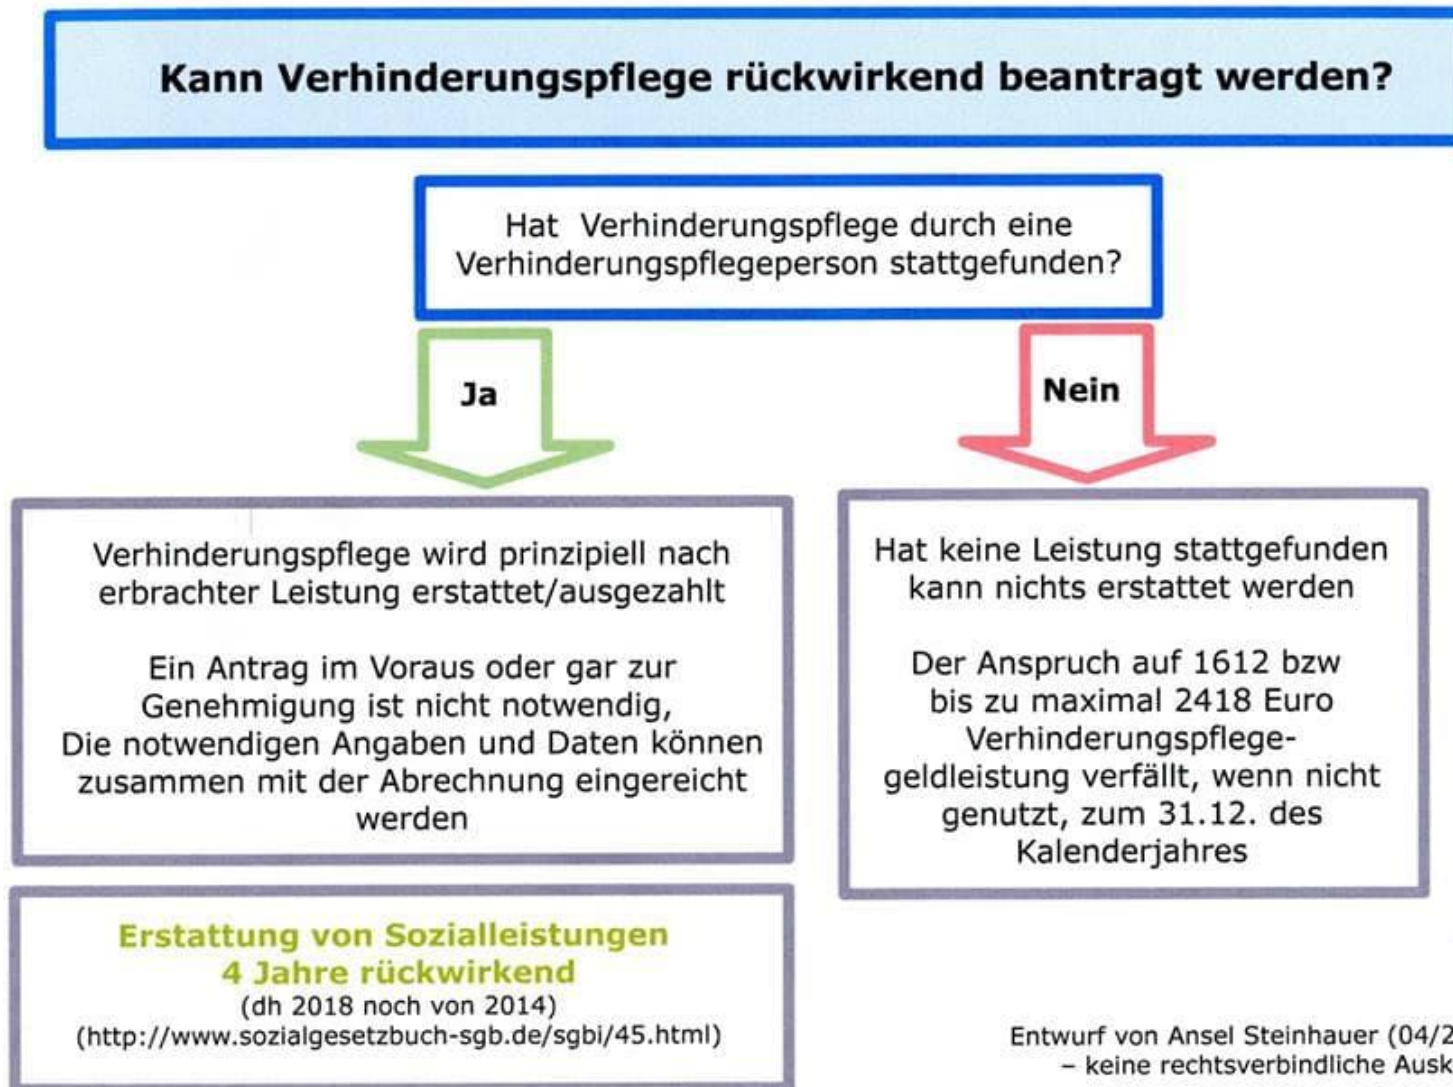 Kann Verhinderungspflege rückwirkend beantragt werden?
Hat Verhinderungspflege durch eine
Verhinderungspflegeperson stattgefunden?
Ja
Nein
Verhinderungspflege wird prinzipiell nach
erbrachter Leistung erstattet/ausgezahlt
Ein Antrag im Voraus oder gar zur
Genehmigung ist nicht notwendig,
Die notwendigen Angaben und Daten können
zusammen mit der Abrechnung eingereicht
werden
Hat keine Leistung stattgefunden
kann nichts erstattet werden
Der Anspruch auf 1612 bzw
bis zu maximal 2418 Euro
Verhinderungspflege-
geldleistung verfällt, wenn nicht
genutzt, zum 31.12. des
Kalenderjahres
Erstattung von Sozialleistungen
4 Jahre rückwirkend
(dh 2018 noch von 2014)
(http://www.sozialgesetzbuch-sgb.de/sgbi/45.html)
Entwurf von Ansel Steinhauer (04/2
– keine rechtsverbindliche Ausk